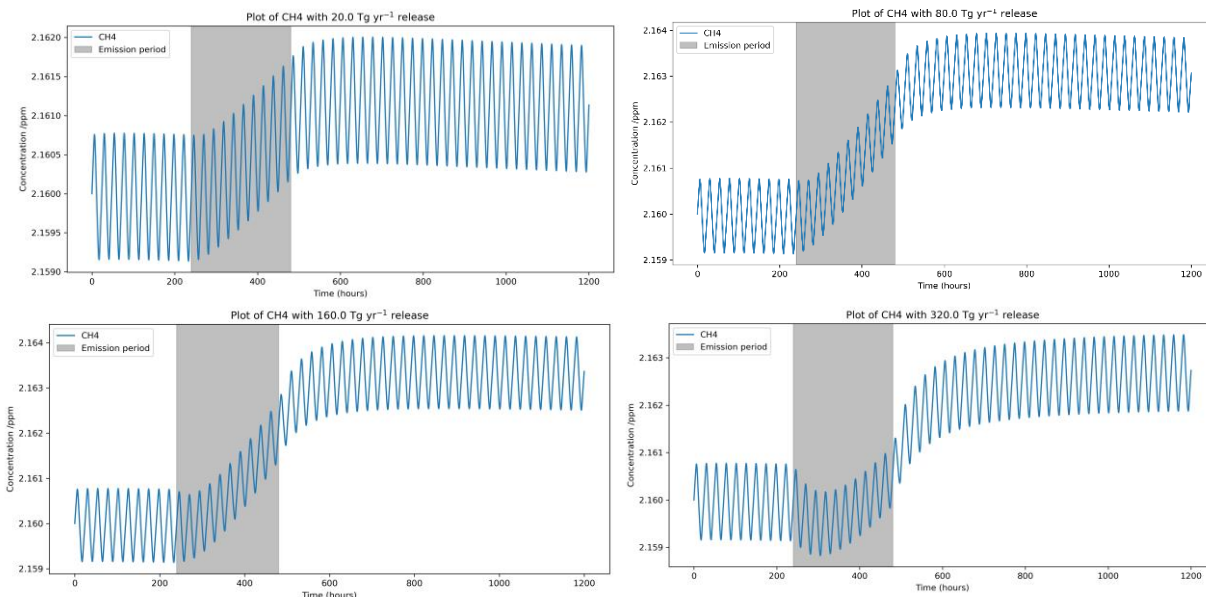 Plot of CH4 with 20.0 Tg yr⁻¹ release
CH4
Emission period
2.1620
2.1615
2.1610
2.1605
2.1600
2.1595
2.1590
Concentration /ppm
0 200 400 600 800 1000 1200
Time (hours)
Plot of CH4 with 80.0 Tg yr⁻¹ release
CH4
Lmission period
2.164
2.163
2.162
2.161
2.160
2.159
Concentration /ppm
0 200 400 600 800 1000 1200
Time (hours)
Plot of CH4 with 160.0 Tg yr⁻¹ release
CH4
Emission period
2.164
2.163
2.162
2.161
2.160
2.159
Concentration /ppm
0 200 400 600 800 1000 1200
Time (hours)
Plot of CH4 with 320.0 Tg yr⁻¹ release
CH4
Emission period
2.163
2.162
2.161
2.160
2.159
Concentration /ppm
0 200 400 600 800 1000 1200
Time (hours)